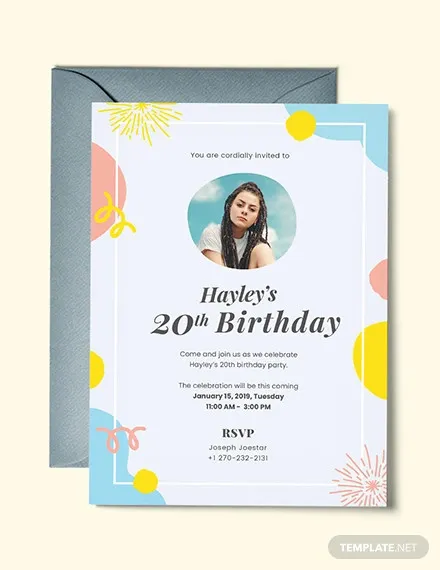 You are cordially invited to
Hayley's
20th Birthday
Come and join us as we celebrate
Hayley's 20th birthday party.
The celebration will be this coming
January 15, 2019, Tuesday
11:00 AM - 3:00 PM
RSVP
Joseph Joestar
+1 270-232-2131
TEMPLATE.NET